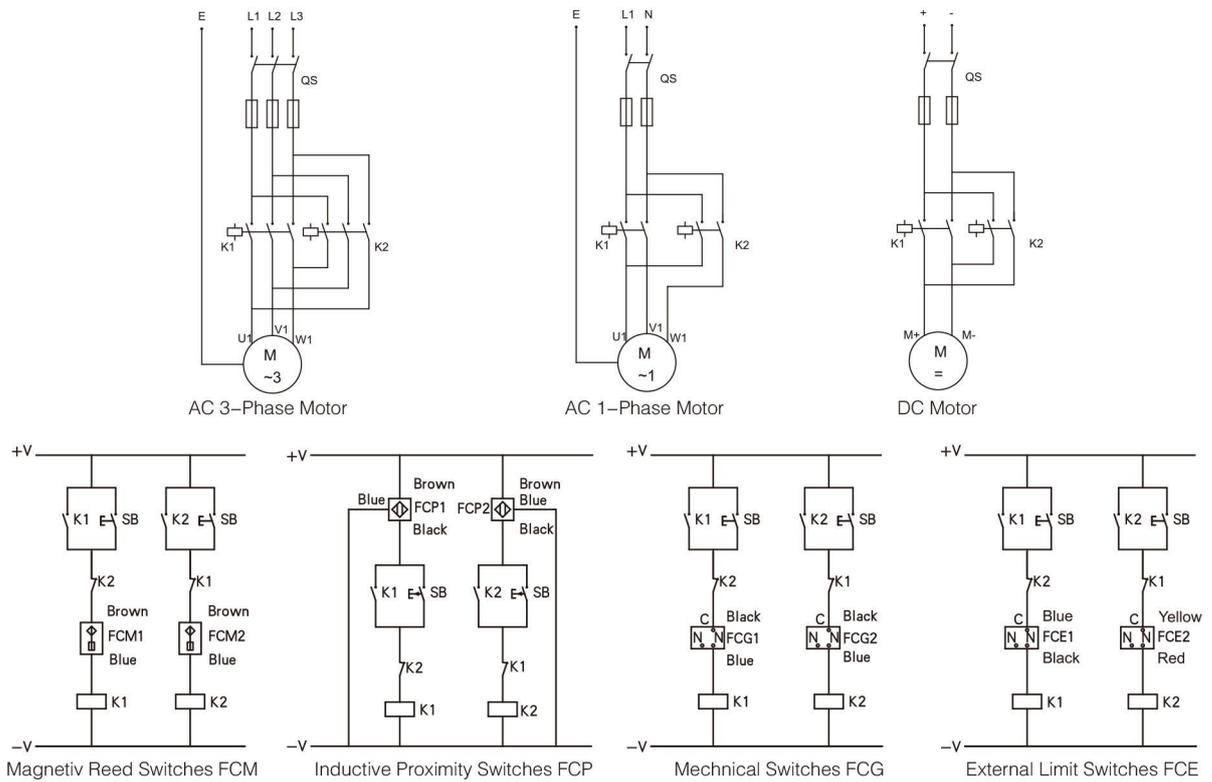 E L1 L2 L3
QS
K1 K2
U1 V1 W1
M
~3
AC 3-Phase Motor
E L1 N
QS
K1 K2
U1 V1 W1
M
~1
AC 1-Phase Motor
+ -
QS
K1 K2
M+ M-
M
=
DC Motor
+V
K1 SB K2 SB
K2 K1
Brown Brown
FCM1 FCM2
Blue Blue
K1 K2
-V
Magnetiv Reed Switches FCM
+V
Brown Brown
Blue FCP1 FCP2 Blue
Black Black
K1 SB K2 SB
K2 K1
K1 K2
-V
Inductive Proximity Switches FCP
+V
K1 SB K2 SB
K2 K1
C Black C Black
N N FCG1 N N FCG2
Blue Blue
K1 K2
-V
Mechnical Switches FCG
+V
K1 SB K2 SB
K2 K1
C Blue C Yellow
N N FCE1 N N FCE2
Black Red
K1 K2
-V
External Limit Switches FCE